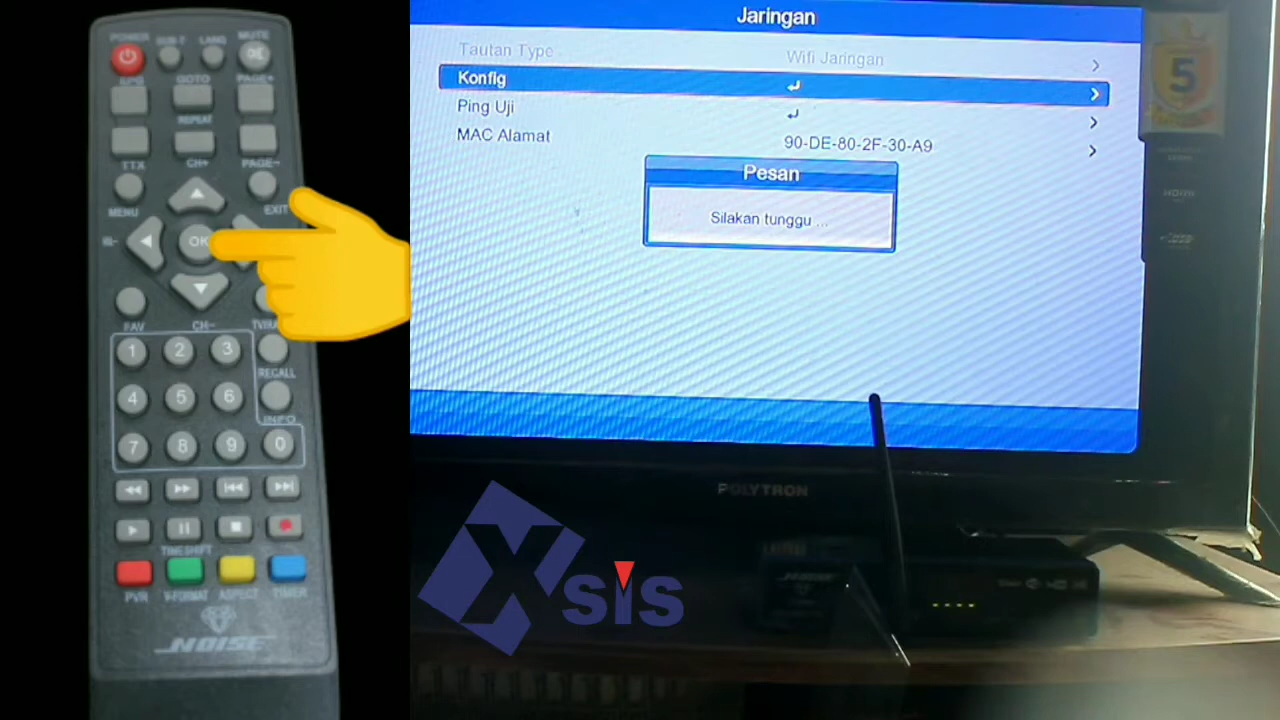 POWER SUB-T LANG MUTE
EPG GOTO PAGE+
REPEAT
TTX CH+ PAGE-
MENU EXIT
OK
FAV CH-
1 2 3
RECALL
4 5 6
INFO
7 8 9 0
TIMESHIFT
PVR V-FORMAT ASPECT TIMER
NOISE
Jaringan
Tautan Type Wifi Jaringan
Konfig
Ping Uji
MAC Alamat 90-DE-80-2F-30-A9
Pesan
Silakan tunggu ...
5
HDMI
POLYTRON
Xsis